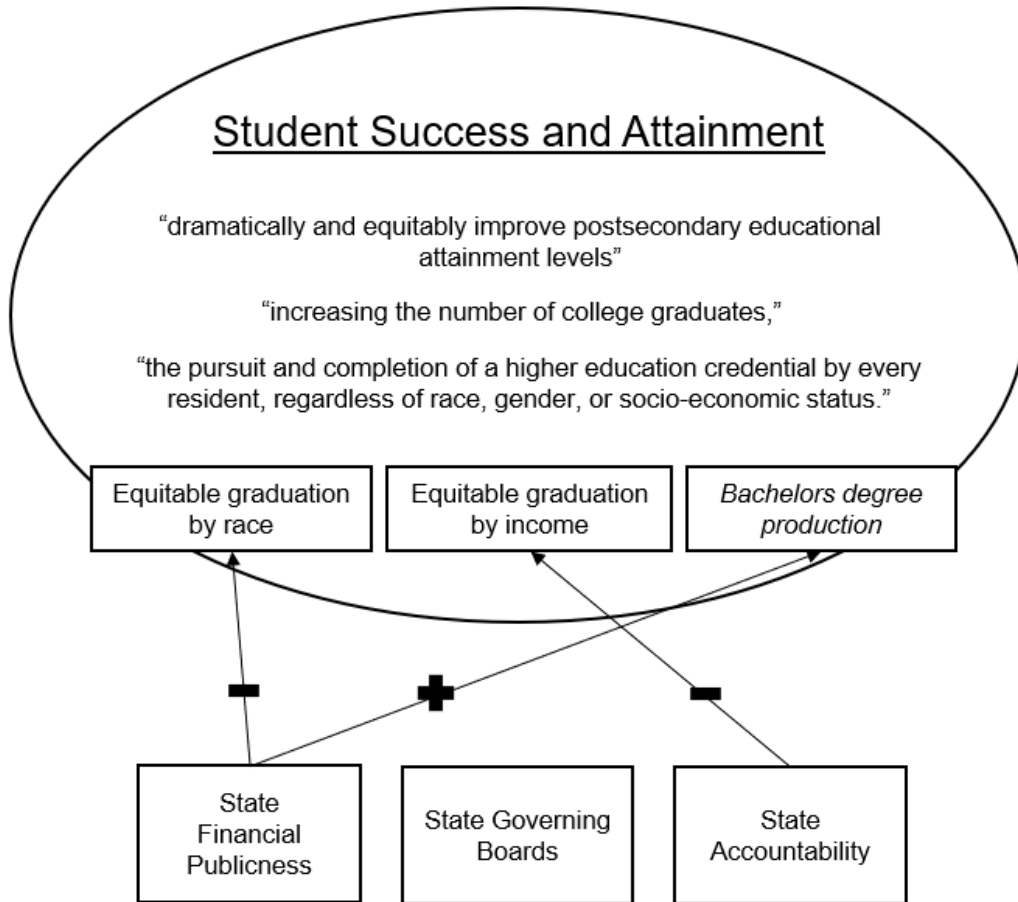 Student Success and Attainment
“dramatically and equitably improve postsecondary educational
attainment levels”
“increasing the number of college graduates,”
“the pursuit and completion of a higher education credential by every
resident, regardless of race, gender, or socio-economic status.”
Equitable graduation
by race
Equitable graduation
by income
Bachelors degree
production
State
Financial
Publicness
State Governing
Boards
State
Accountability